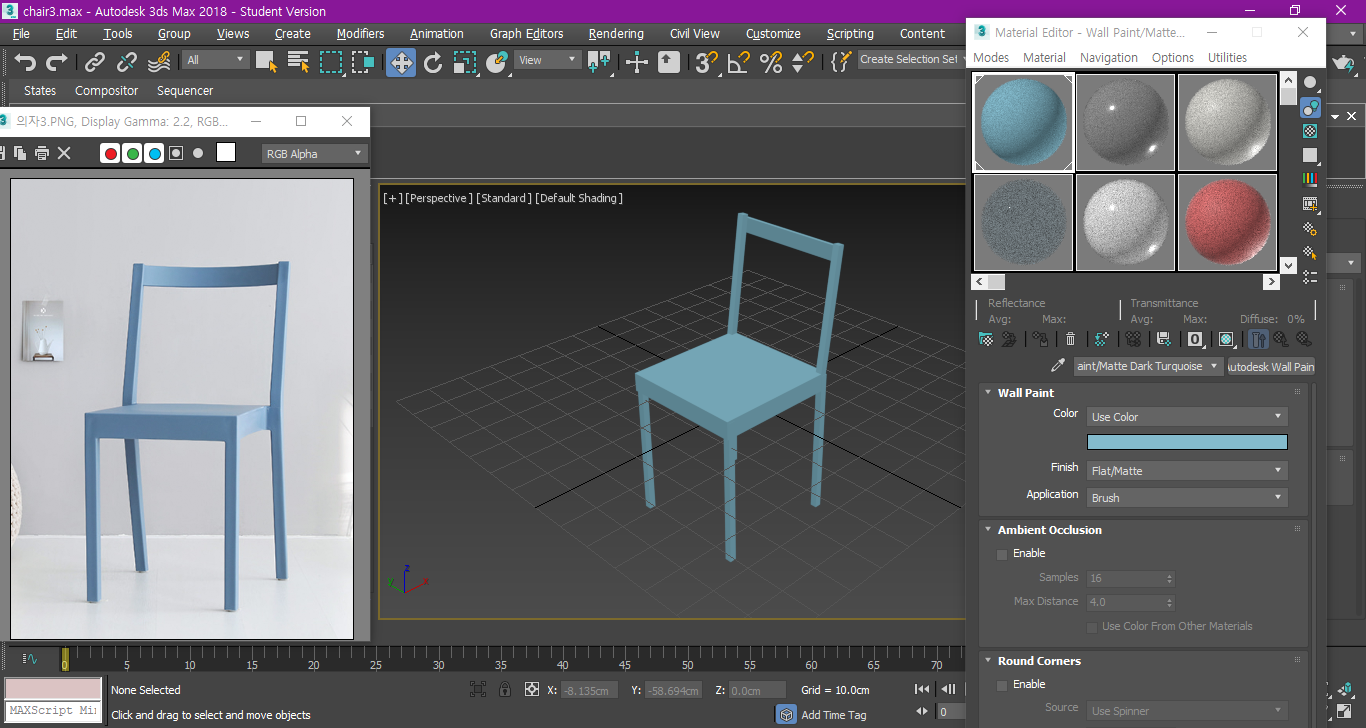 chair3.max - Autodesk 3ds Max 2018 - Student Version
File Edit Tools Group Views Create Modifiers Animation Graph Editors Rendering Civil View Customize Scripting Content
All View 3 Create Selection Set
States Compositor Sequencer
의자3.PNG, Display Gamma: 2.2, RGB...
RGB Alpha
[+] [Perspective ] [Standard ] [Default Shading ]
Material Editor - Wall Paint/Matte...
Modes Material Navigation Options Utilities
Reflectance Transmittance
Avg: Max: Avg: Max: Diffuse: 0%
0
aint/Matte Dark Turquoise Autodesk Wall Pain
Wall Paint
Color Use Color
Finish Flat/Matte
Application Brush
Ambient Occlusion
Enable
Samples 16
Max Distance 4.0
Use Color From Other Materials
Round Corners
Enable
Source Use Spinner
0 5 10 15 20 25 30 35 40 45 50 55 60 65 70
None Selected X: -8.135cm Y: -58.694cm Z: 0.0cm Grid = 10.0cm
MAXScript Mi
Click and drag to select and move objects Add Time Tag 0